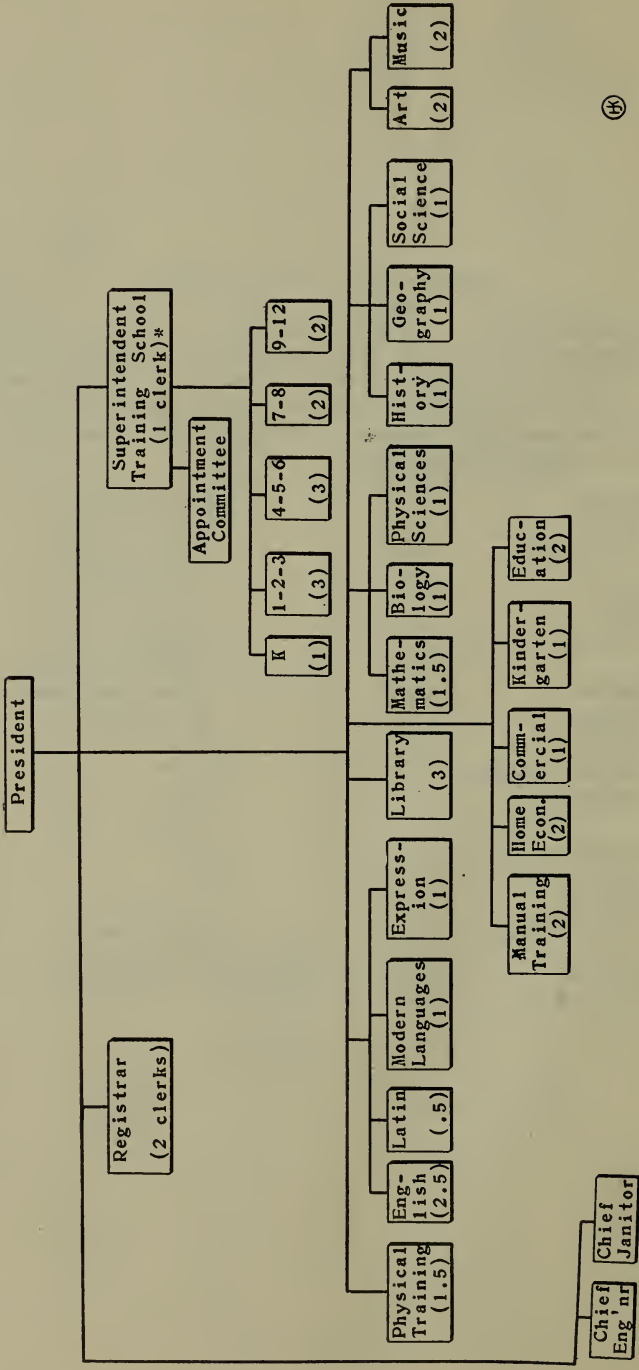 President
Registrar
(2 clerks)
Superintendent
Training School
(1 clerk)*
Appointment
Committee
K
(1)
1-2-3
(3)
4-5-6
(3)
7-8
(2)
9-12
(2)
Physical
Training
(1.5)
Eng-
lish
(2.5)
Latin
(.5)
Modern
Languages
(1)
Express-
ion
(1)
Library
(3)
Mathe-
matics
(1.5)
Bio-
logy
(1)
Physical
Sciences
(1)
Hist-
ory
(1)
Geo-
graphy
(1)
Social
Science
(1)
Art
(2)
Music
(2)
Manual
Training
(2)
Home
Econ.
(2)
Comm-
ercial
(1)
Kinder-
garten
(1)
Educ-
ation
(2)
Chief
Eng'nr
Chief
Janitor